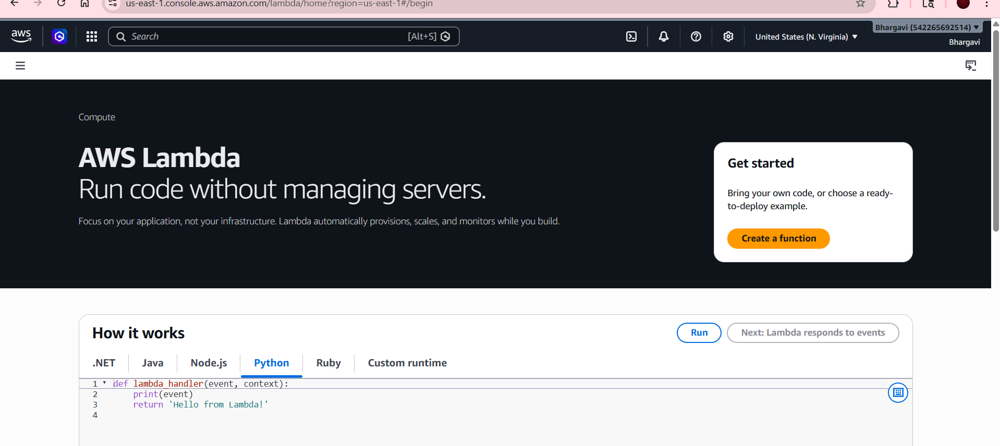 us-east-1.console.aws.amazon.com/lambda/home?region=us-east-1#/begin
aws
Search
[Alt+S]
United States (N. Virginia) ▼
Bhargavi (542265692514) ▼
Bhargavi
Compute
AWS Lambda
Run code without managing servers.
Focus on your application, not your infrastructure. Lambda automatically provisions, scales, and monitors while you build.
Get started
Bring your own code, or choose a ready-
to-deploy example.
Create a function
How it works
Run
Next: Lambda responds to events
.NET
Java
Node.js
Python
Ruby
Custom runtime
1 ▾ def lambda_handler(event, context):
2     print(event)
3     return 'Hello from Lambda!'
4